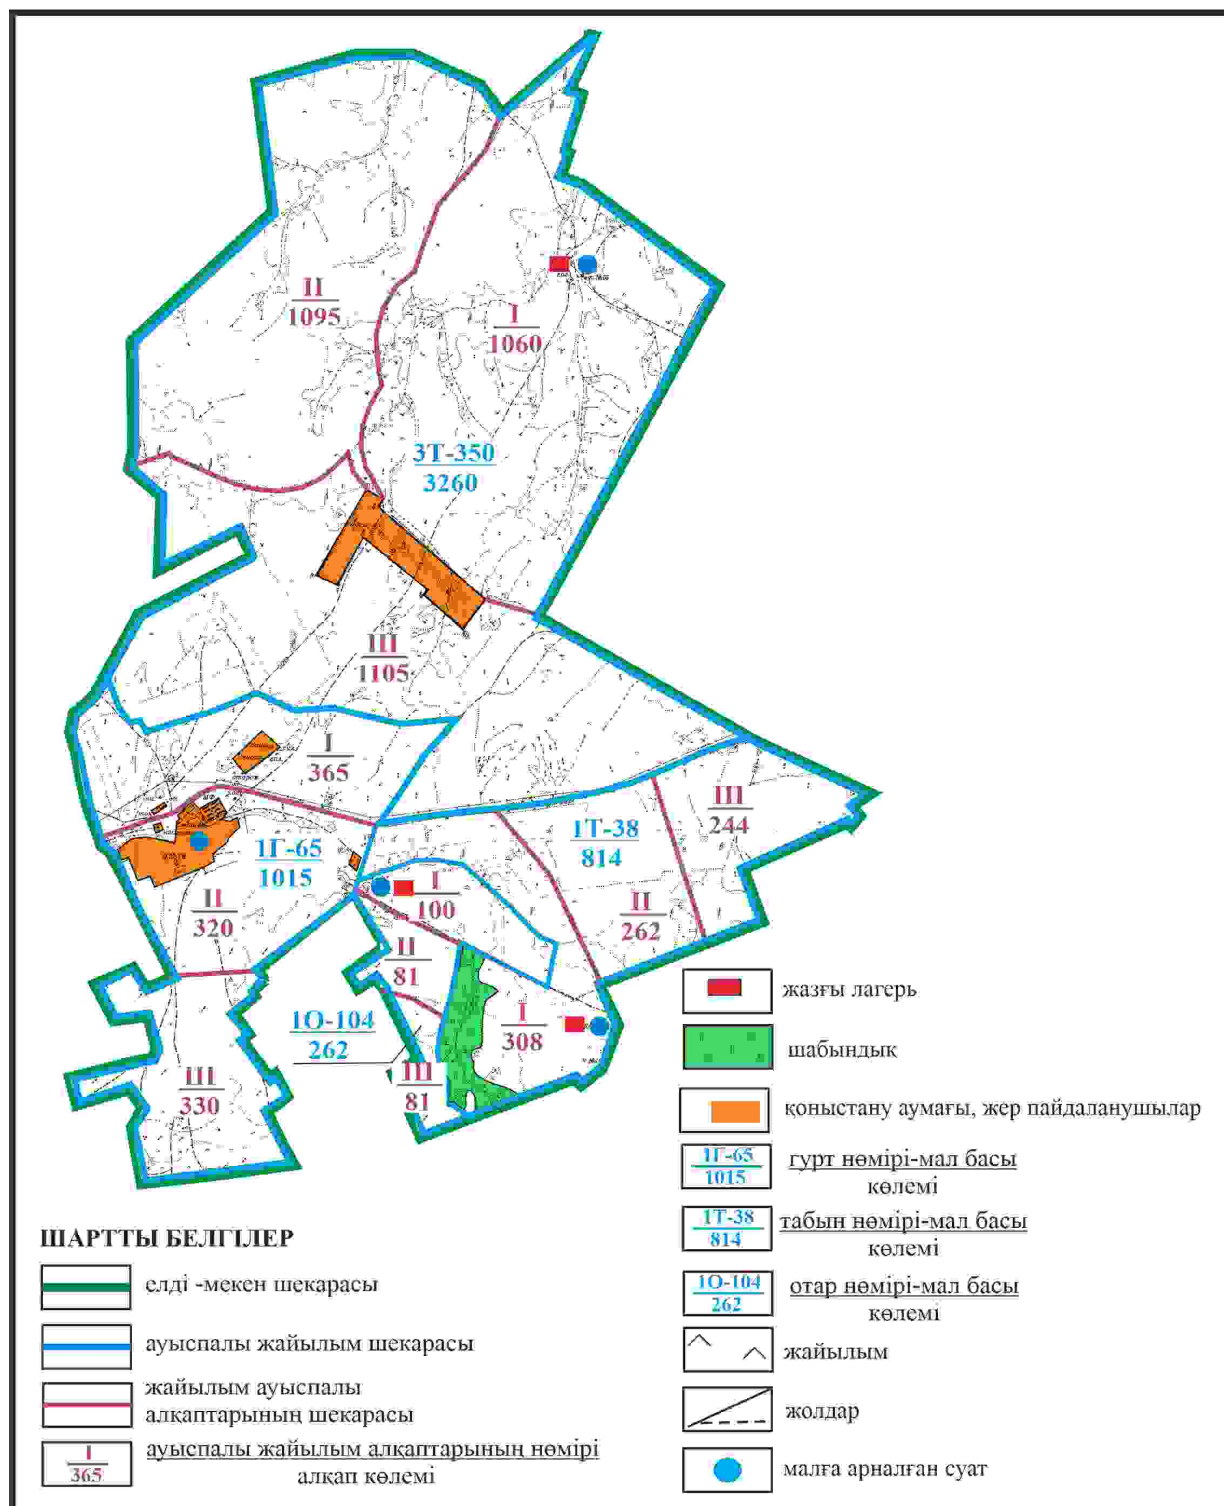 II
1095
I
1060
3Т-350
3260
III
1105
I
365
III
244
1Т-38
814
1Г-65
1015
I
100
II
320
II
262
II
81
1О-104
262
I
308
III
330
III
81
жазғы лагерь
шабындық
қоныстану аумағы, жер пайдаланушылар
1Г-65
1015
гурт нөмірі-мал басы
көлемі
1Т-38
814
табын нөмірі-мал басы
көлемі
1О-104
262
отар нөмірі-мал басы
көлемі
жайылым
жолдар
малға арналған суат
ШАРТТЫ БЕЛГІЛЕР
елді -мекен шекарасы
ауыспалы жайылым шекарасы
жайылым ауыспалы
алқаптарының шекарасы
I
365
ауыспалы жайылым алқаптарының нөмірі
алқап көлемі